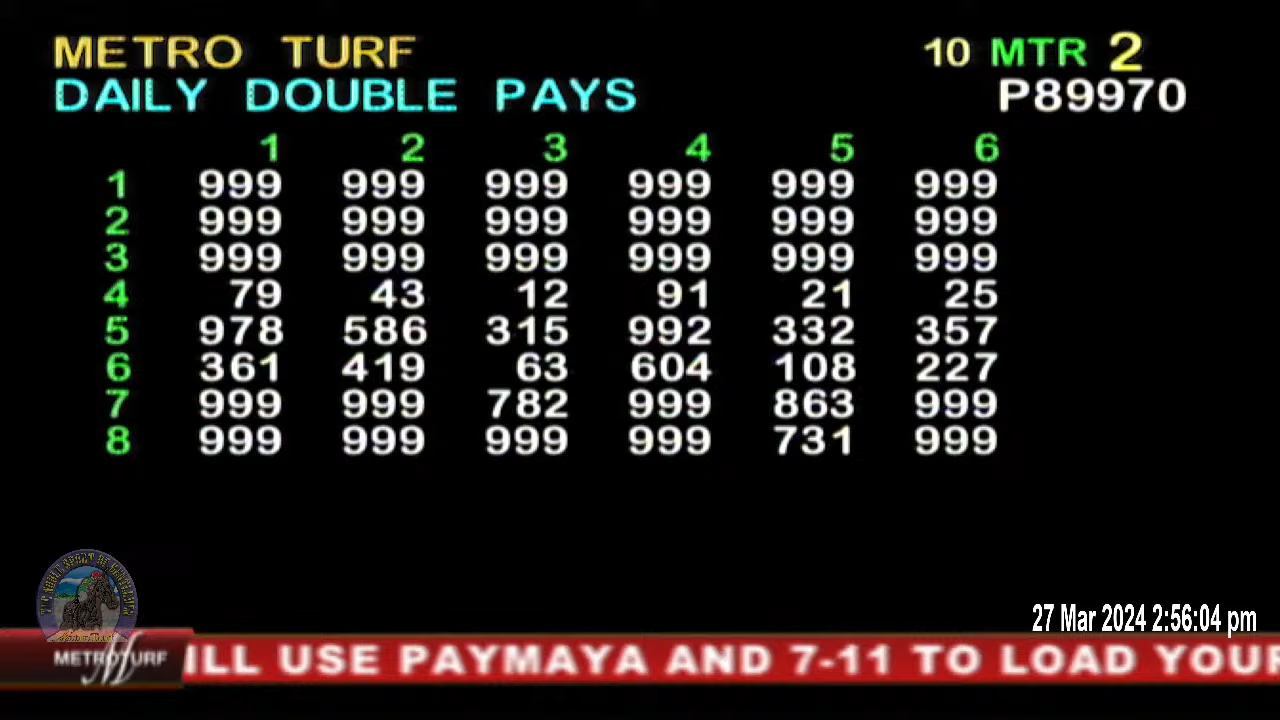 METRO TURF 10 MTR 2
DAILY DOUBLE PAYS P89970
1 2 3 4 5 6
1 999 999 999 999 999 999
2 999 999 999 999 999 999
3 999 999 999 999 999 999
4 79 43 12 91 21 25
5 978 586 315 992 332 357
6 361 419 63 604 108 227
7 999 999 782 999 863 999
8 999 999 999 999 731 999
27 Mar 2024 2:56:04 pm
METROTURF ILL USE PAYMAYA AND 7-11 TO LOAD YOUR